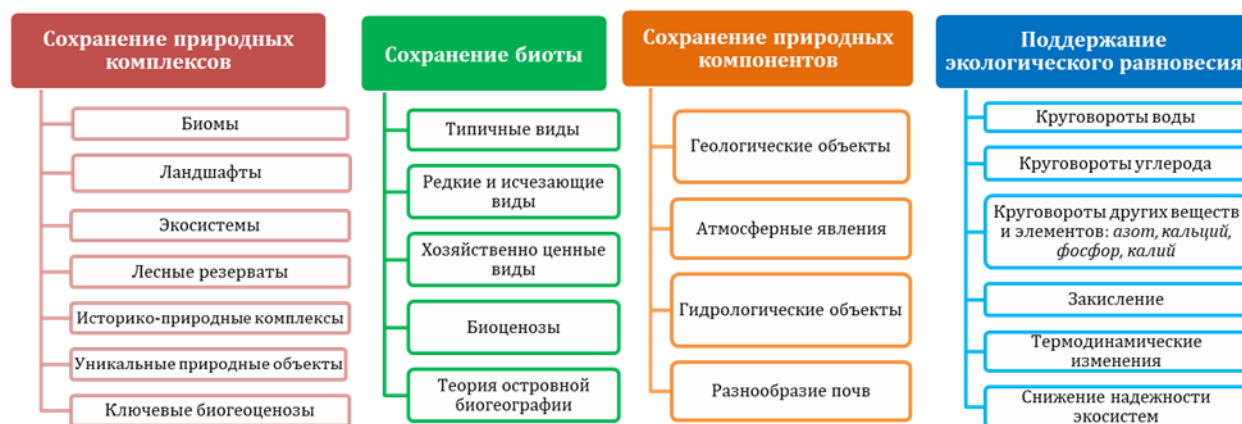 Сохранение природных
комплексов
Биомы
Ландшафты
Экосистемы
Лесные резерваты
Историко-природные комплексы
Уникальные природные объекты
Ключевые биогеоценозы
Сохранение биоты
Типичные виды
Редкие и исчезающие
виды
Хозяйственно ценные
виды
Биоценозы
Теория островной
биогеографии
Сохранение природных
компонентов
Геологические объекты
Атмосферные явления
Гидрологические объекты
Разнообразие почв
Поддержание
экологического равновесия
Круговороты воды
Круговороты углерода
Круговороты других веществ
и элементов: азот, кальций,
фосфор, калий
Закисление
Термодинамические
изменения
Снижение надежности
экосистем